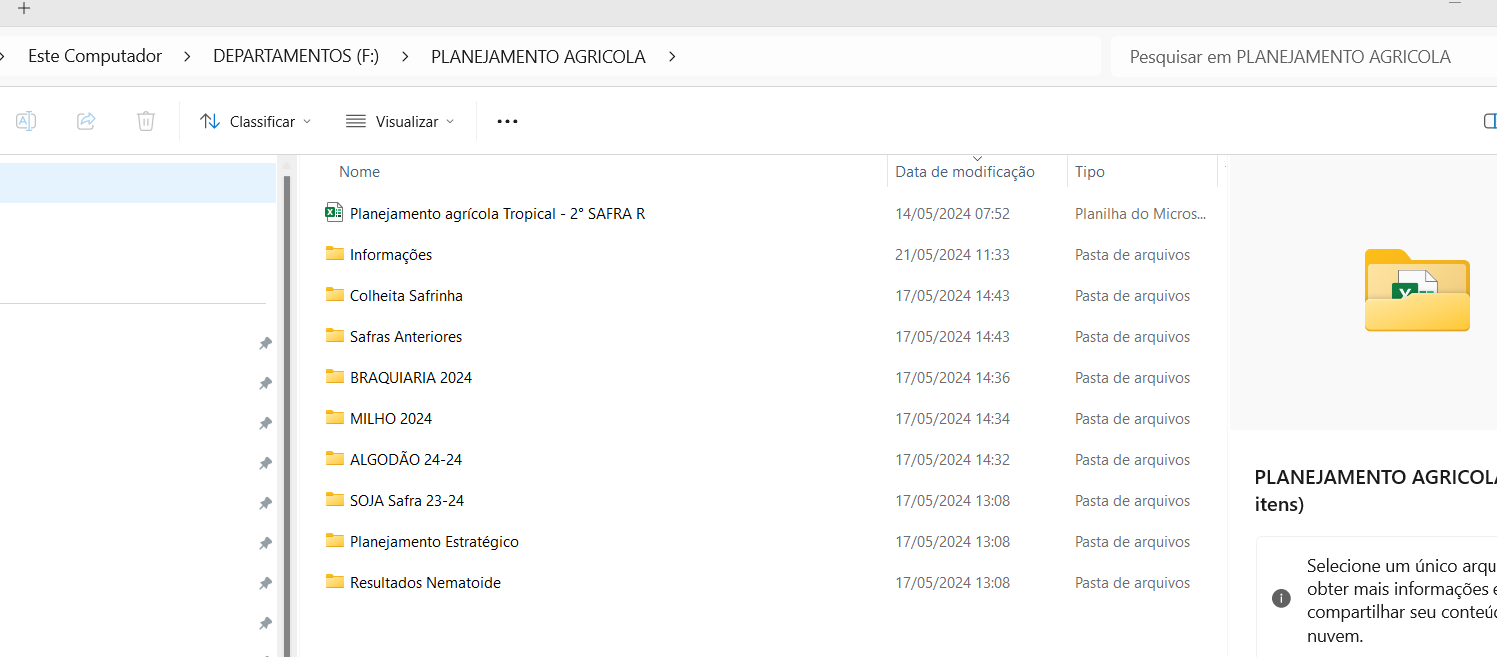 Este Computador > DEPARTAMENTOS (F:) > PLANEJAMENTO AGRICOLA >
Pesquisar em PLANEJAMENTO AGRICOLA
Classificar
Visualizar
Nome Data de modificação Tipo
Planejamento agrícola Tropical - 2° SAFRA R 14/05/2024 07:52 Planilha do Micros...
Informações 21/05/2024 11:33 Pasta de arquivos
Colheita Safrinha 17/05/2024 14:43 Pasta de arquivos
Safras Anteriores 17/05/2024 14:43 Pasta de arquivos
BRAQUIARIA 2024 17/05/2024 14:36 Pasta de arquivos
MILHO 2024 17/05/2024 14:34 Pasta de arquivos
ALGODÃO 24-24 17/05/2024 14:32 Pasta de arquivos
SOJA Safra 23-24 17/05/2024 13:08 Pasta de arquivos
Planejamento Estratégico 17/05/2024 13:08 Pasta de arquivos
Resultados Nematoide 17/05/2024 13:08 Pasta de arquivos
PLANEJAMENTO AGRICOLA
itens)
Selecione um único arqu
obter mais informações e
compartilhar seu conteú
nuvem.